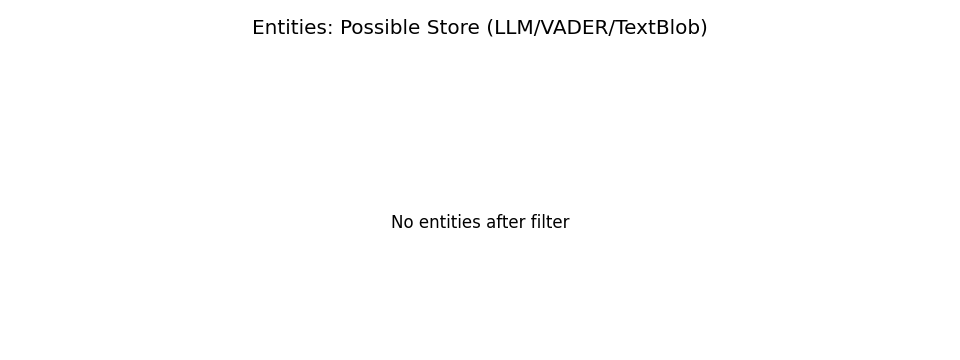 Entities: Possible Store (LLM/VADER/TextBlob)
No entities after filter